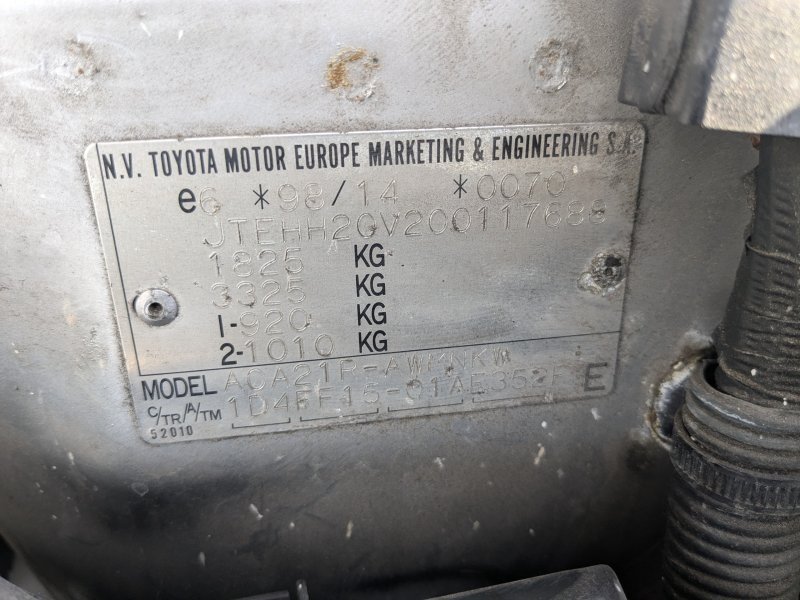 N.V. TOYOTA MOTOR EUROPE MARKETING & ENGINEERING S.A.
e6 *98/14 *0070
JTEHH20V200117688
1825 KG
3325 KG
1-920 KG
2-1010 KG
MODEL ACA21R-AWMNKW
C/TR/A/TM 1D4 FF15-01A E352F E
52010